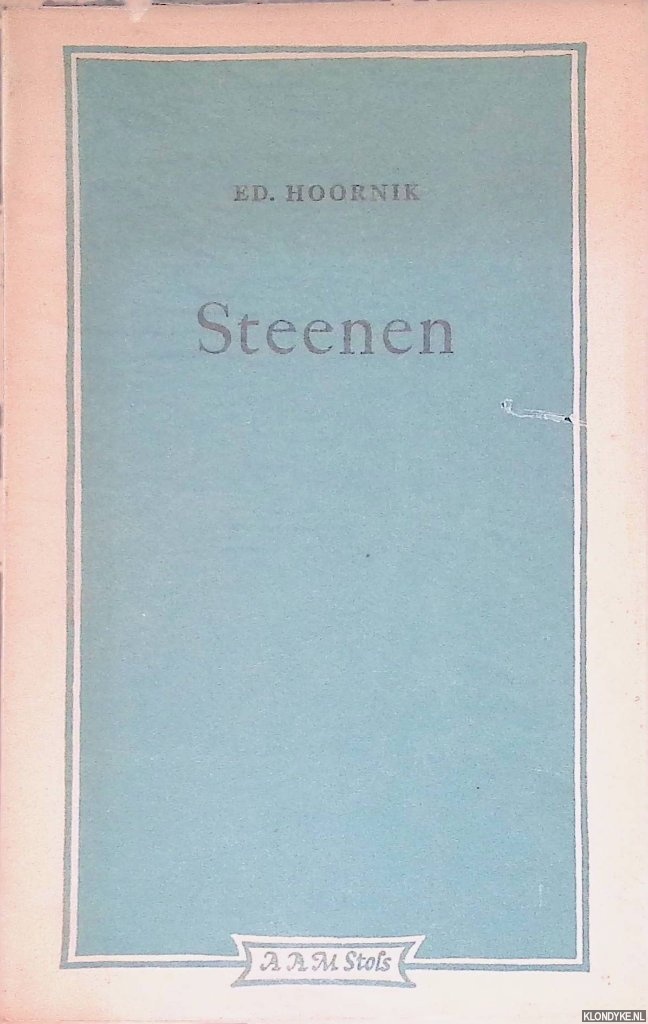 ED. HOORNIK
Steenen
A A M Stols
KLONDYKE.NL